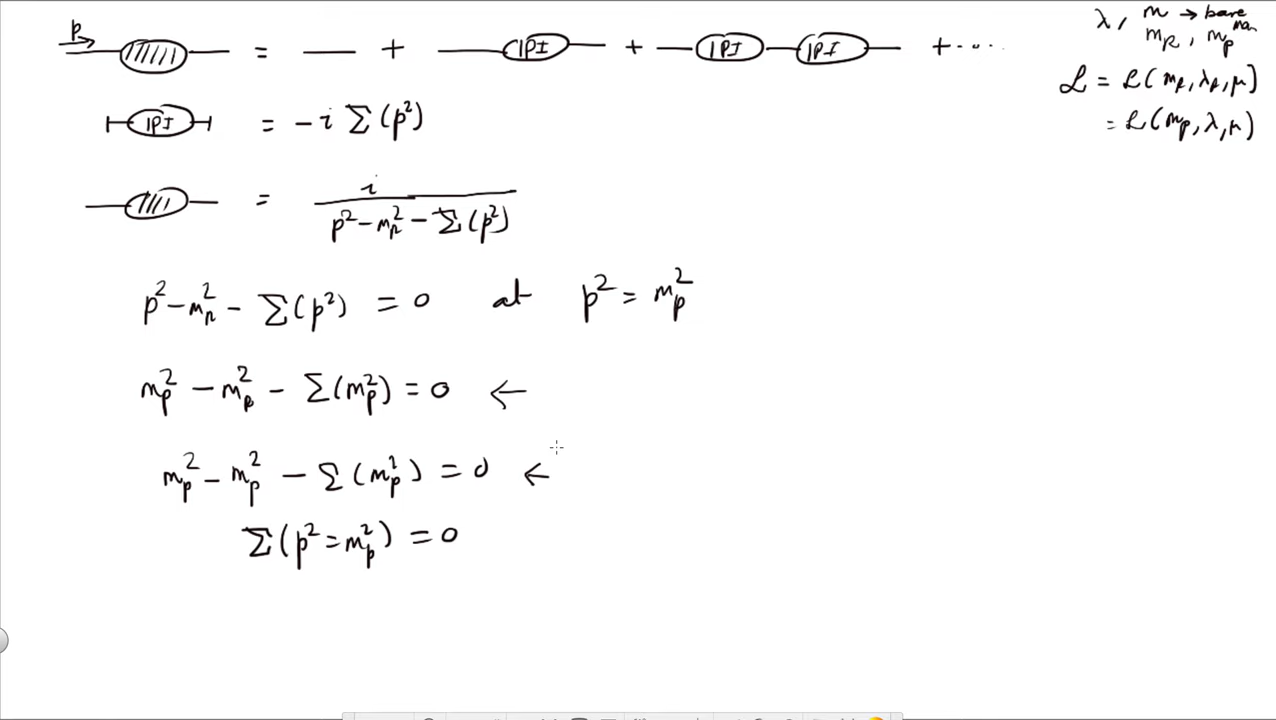 p
= — + 1PI + 1PI 1PI + ....
1PI = -i Σ(p²)
= i / (p² - m_R² - Σ(p²))
p² - m_R² - Σ(p²) = 0 at p² = m_p²
m_p² - m_R² - Σ(m_p²) = 0 ←
m_p² - m_p² - Σ(m_p²) = 0 ←
Σ(p² = m_p²) = 0
λ, m → bare
m_R, m_p
ℒ = ℒ(m_R, λ_R, μ)
= ℒ(m_p, λ, μ)